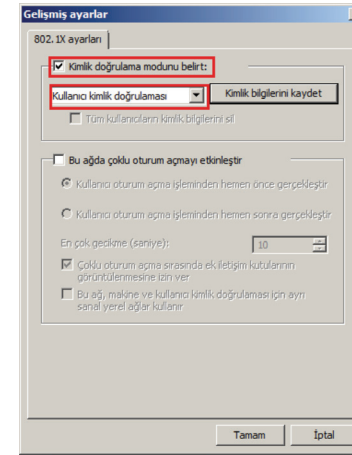 Gelişmiş ayarlar
802.1X ayarları
Kimlik doğrulama modunu belirt:
Kullanıcı kimlik doğrulaması
Kimlik bilgilerini kaydet
Tüm kullanıcıların kimlik bilgilerini sil
Bu ağda çoklu oturum açmayı etkinleştir
Kullanıcı oturum açma işleminden hemen önce gerçekleştir
Kullanıcı oturum açma işleminden hemen sonra gerçekleştir
En çok gecikme (saniye):
10
Çoklu oturum açma sırasında ek iletişim kutularının
görüntülenmesine izin ver
Bu ağ, makine ve kullanıcı kimlik doğrulaması için ayrı
sanal yerel ağlar kullanır
Tamam
İptal